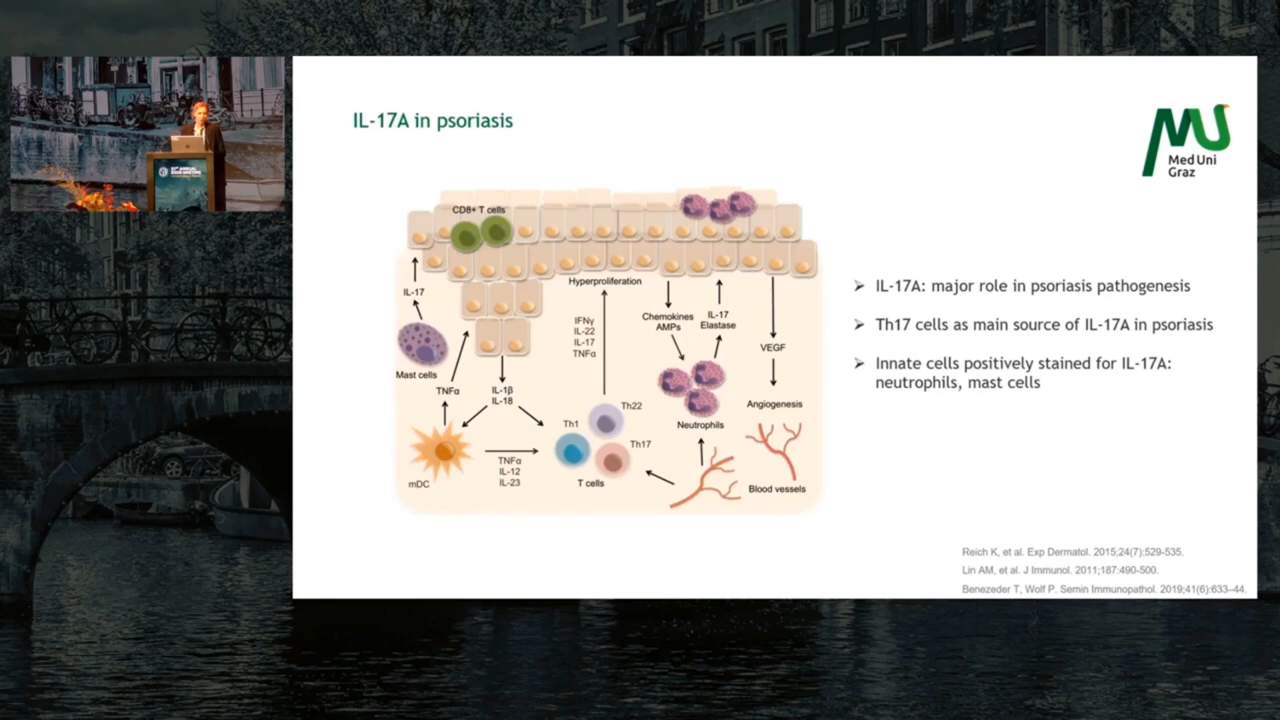 IL-17A in psoriasis
MU
Med Uni
Graz
CD8+ T cells
IL-17
Mast cells
TNFα
mDC
IL-1β
IL-18
TNFα
IL-12
IL-23
Hyperproliferation
IFNγ
IL-22
IL-17
TNFα
Th22
Th1
Th17
T cells
Chemokines
AMPs
IL-17
Elastase
Neutrophils
VEGF
Angiogenesis
Blood vessels
➢ IL-17A: major role in psoriasis pathogenesis
➢ Th17 cells as main source of IL-17A in psoriasis
➢ Innate cells positively stained for IL-17A:
neutrophils, mast cells
Reich K, et al. Exp Dermatol. 2015;24(7):529-535.
Lin AM, et al. J Immunol. 2011;187:490-500.
Benezeder T, Wolf P. Semin Immunopathol. 2019;41(6):633–44.